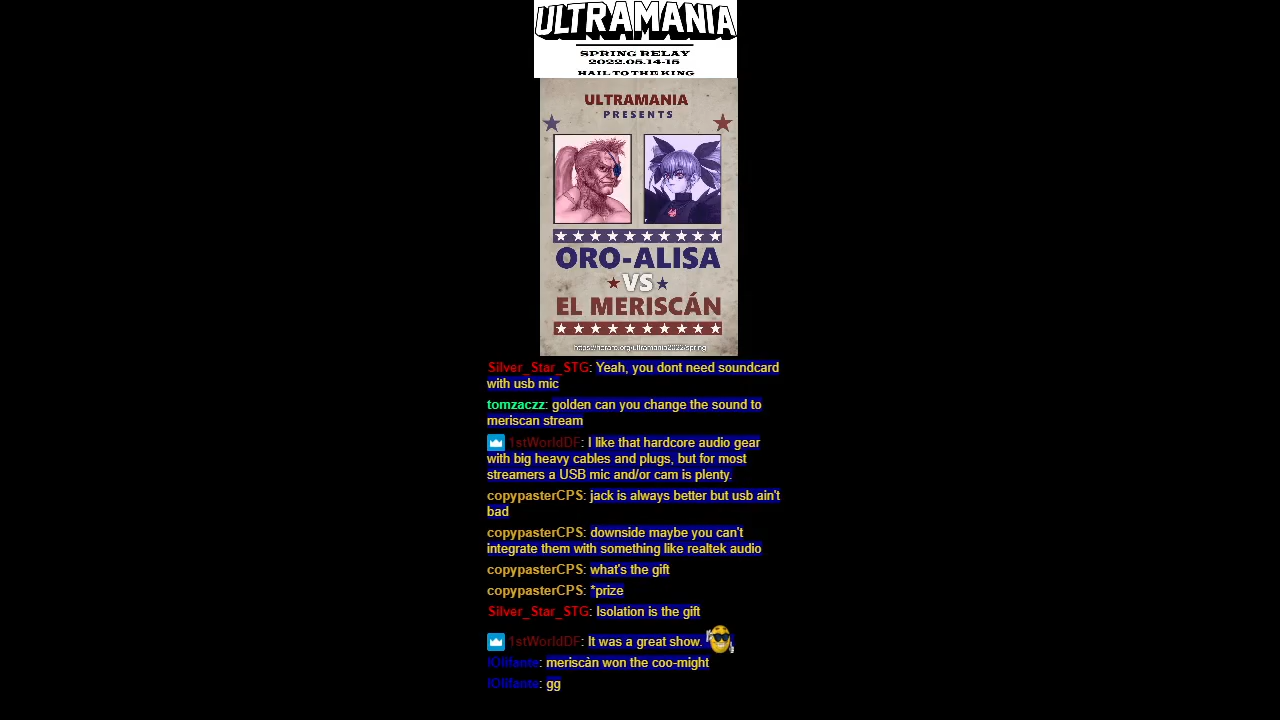 ULTRAMANIA
SPRING RELAY
2022.05.14-15
HAIL TO THE KING
ULTRAMANIA
PRESENTS
ORO-ALISA
VS
EL MERISCÁN
Silver_Star_STG: Yeah, you dont need soundcard
with usb mic
tomzaczz: golden can you change the sound to
meriscan stream
1stWorldDF: I like that hardcore audio gear
with big heavy cables and plugs, but for most
streamers a USB mic and/or cam is plenty.
copypasterCPS: jack is always better but usb ain't
bad
copypasterCPS: downside maybe you can't
integrate them with something like realtek audio
copypasterCPS: what's the gift
copypasterCPS: *prize
Silver_Star_STG: Isolation is the gift
1stWorldDF: It was a great show.
meriscàn won the coo-might
gg